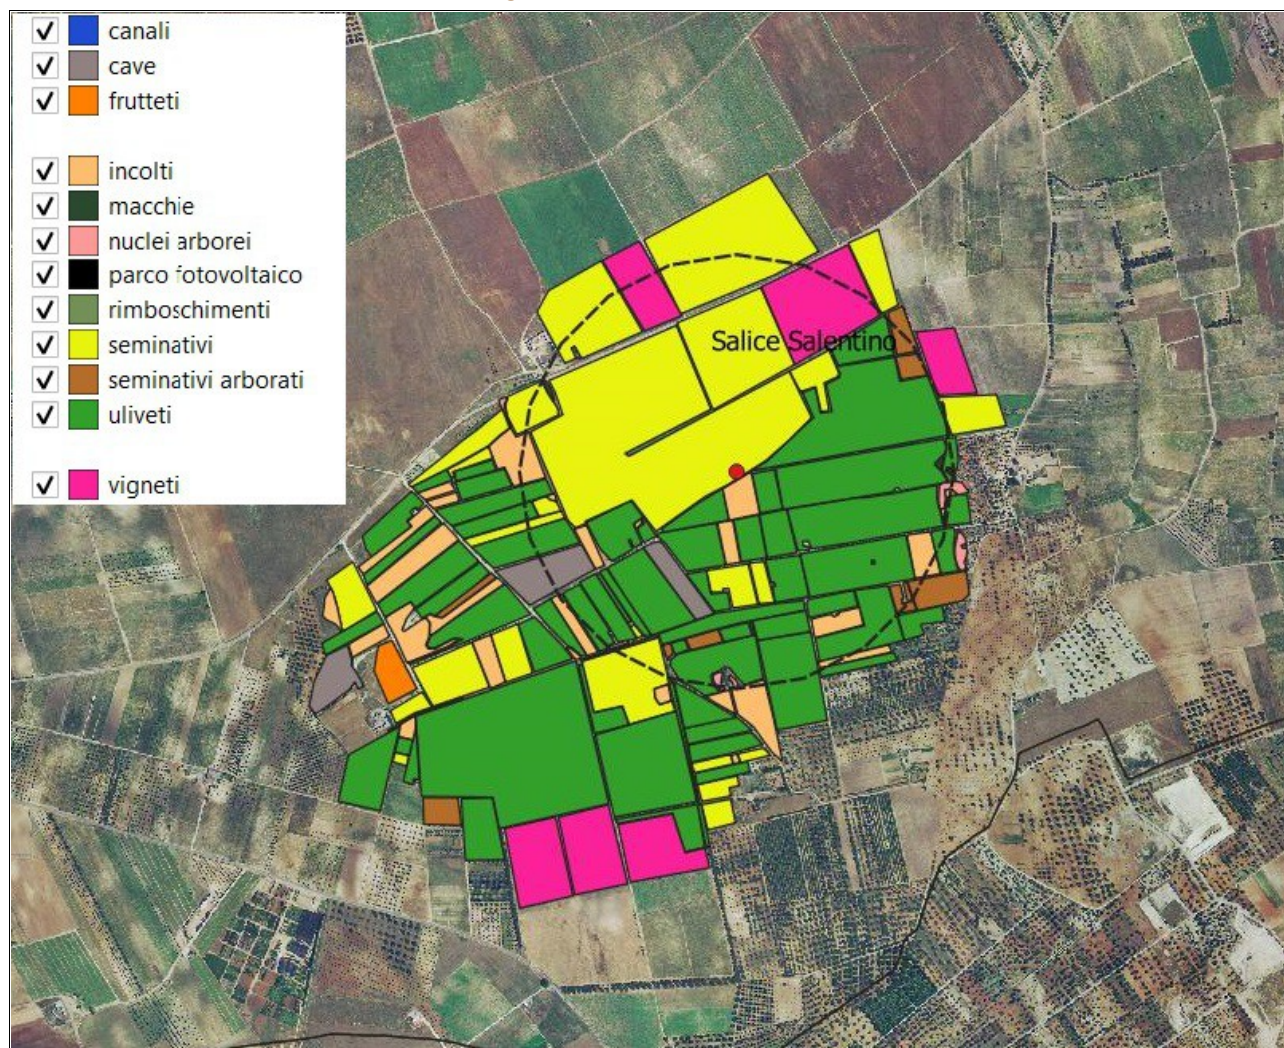 canali
cave
frutteti
incolti
macchie
nuclei arborei
parco fotovoltaico
rimboschimenti
seminativi
seminativi arborati
uliveti
vigneti
Salice Salentino